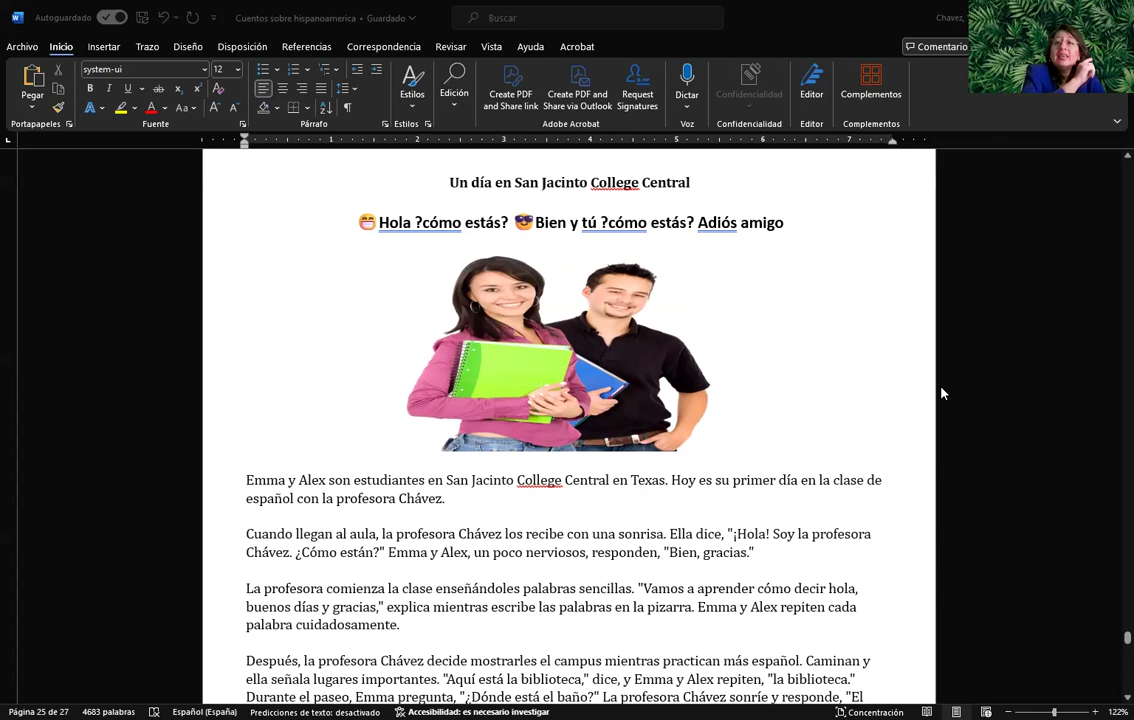 Autoguardado
Cuentos sobre hispanoamerica • Guardado
Buscar
Chavez,
Archivo Inicio Insertar Trazo Diseño Disposición Referencias Correspondencia Revisar Vista Ayuda Acrobat
Comentario
system-ui 12
Pegar
Estilos
Edición
Create PDF and Share link
Create PDF and Share via Outlook
Request Signatures
Dictar
Confidencialidad
Editor
Complementos
Portapapeles Fuente Párrafo Estilos Adobe Acrobat Voz Confidencialidad Editor Complementos
1 2 3 4 5 6 7
Un día en San Jacinto College Central
😁Hola ?cómo estás? 😎Bien y tú ?cómo estás? Adiós amigo
Emma y Alex son estudiantes en San Jacinto College Central en Texas. Hoy es su primer día en la clase de
español con la profesora Chávez.
Cuando llegan al aula, la profesora Chávez los recibe con una sonrisa. Ella dice, "¡Hola! Soy la profesora
Chávez. ¿Cómo están?" Emma y Alex, un poco nerviosos, responden, "Bien, gracias."
La profesora comienza la clase enseñándoles palabras sencillas. "Vamos a aprender cómo decir hola,
buenos días y gracias," explica mientras escribe las palabras en la pizarra. Emma y Alex repiten cada
palabra cuidadosamente.
Después, la profesora Chávez decide mostrarles el campus mientras practican más español. Caminan y
ella señala lugares importantes. "Aquí está la biblioteca," dice, y Emma y Alex repiten, "la biblioteca."
Durante el paseo, Emma pregunta, "¿Dónde está el baño?" La profesora Chávez sonríe y responde, "El
Página 25 de 27 4683 palabras Español (España) Predicciones de texto: desactivado Accesibilidad: es necesario investigar Concentración 122%